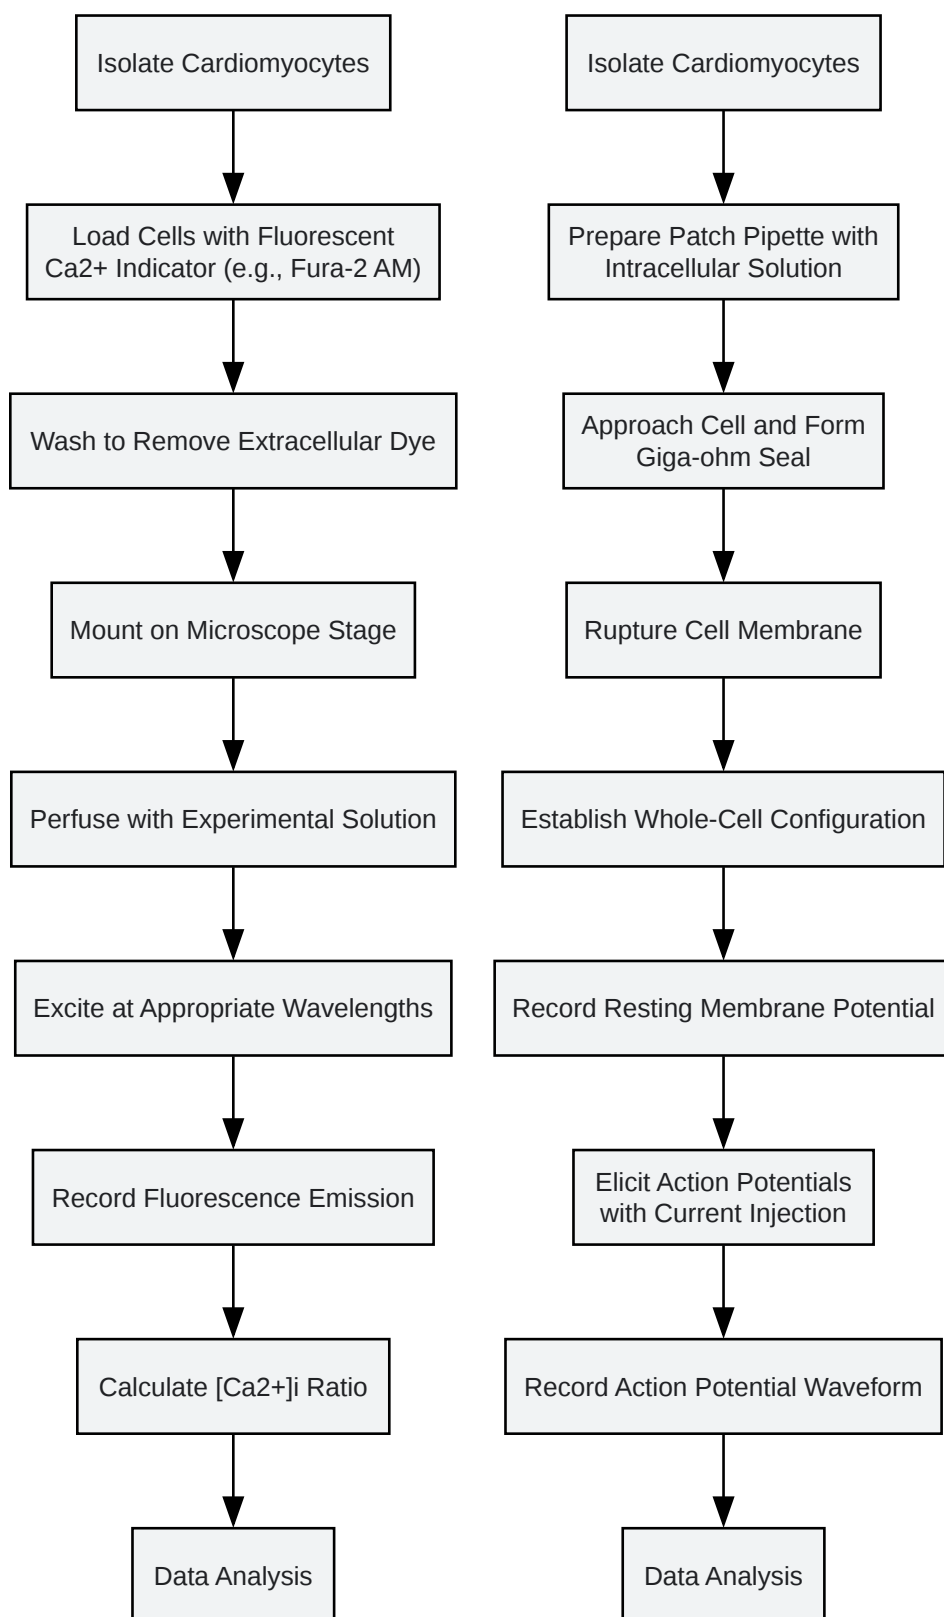 Isolate Cardiomyocytes
Load Cells with Fluorescent
Ca2+ Indicator (e.g., Fura-2 AM)
Wash to Remove Extracellular Dye
Mount on Microscope Stage
Perfuse with Experimental Solution
Excite at Appropriate Wavelengths
Record Fluorescence Emission
Calculate [Ca2+]i Ratio
Data Analysis
Isolate Cardiomyocytes
Prepare Patch Pipette with
Intracellular Solution
Approach Cell and Form
Giga-ohm Seal
Rupture Cell Membrane
Establish Whole-Cell Configuration
Record Resting Membrane Potential
Elicit Action Potentials
with Current Injection
Record Action Potential Waveform
Data Analysis